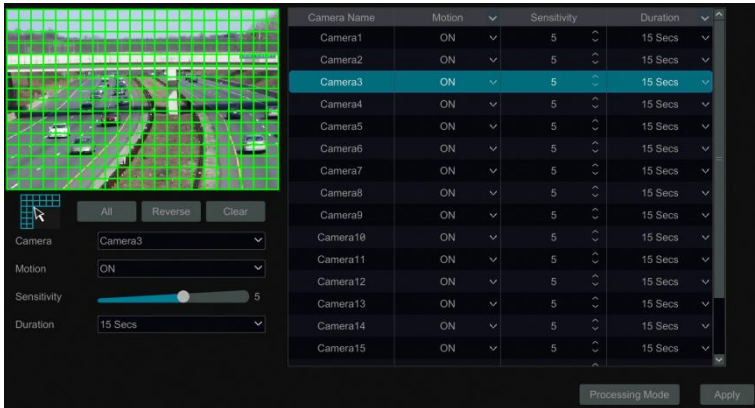 Camera Name Motion Sensitivity Duration
Camera1 ON 5 15 Secs
Camera2 ON 5 15 Secs
Camera3 ON 5 15 Secs
Camera4 ON 5 15 Secs
Camera5 ON 5 15 Secs
Camera6 ON 5 15 Secs
Camera7 ON 5 15 Secs
Camera8 ON 5 15 Secs
Camera9 ON 5 15 Secs
Camera10 ON 5 15 Secs
Camera11 ON 5 15 Secs
Camera12 ON 5 15 Secs
Camera13 ON 5 15 Secs
Camera14 ON 5 15 Secs
Camera15 ON 5 15 Secs
All Reverse Clear
Camera Camera3
Motion ON
Sensitivity 5
Duration 15 Secs
Processing Mode Apply